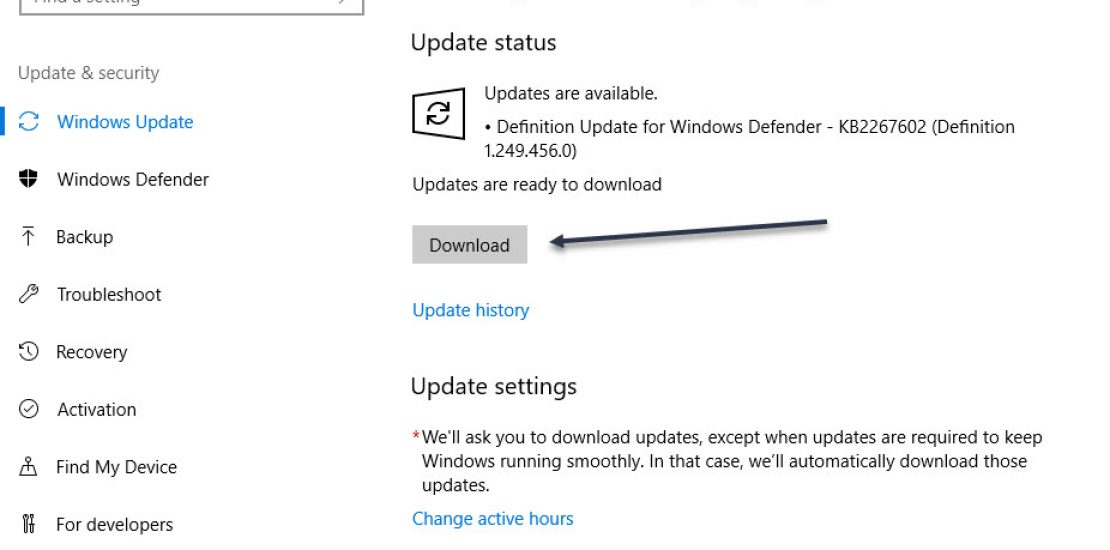 Find a setting
Update & security
Windows Update
Windows Defender
Backup
Troubleshoot
Recovery
Activation
Find My Device
For developers
Update status
Updates are available.
• Definition Update for Windows Defender - KB2267602 (Definition
1.249.456.0)
Updates are ready to download
Download
Update history
Update settings
*We'll ask you to download updates, except when updates are required to keep
Windows running smoothly. In that case, we'll automatically download those
updates.
Change active hours